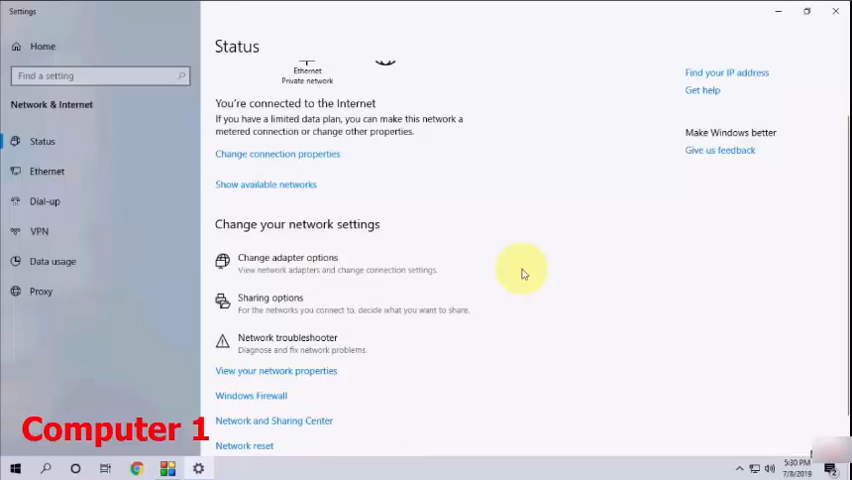 Settings
Home
Find a setting
Network & Internet
Status
Ethernet
Dial-up
VPN
Data usage
Proxy
Status
Ethernet
Private network
You're connected to the Internet
If you have a limited data plan, you can make this network a
metered connection or change other properties.
Change connection properties
Show available networks
Change your network settings
Change adapter options
View network adapters and change connection settings.
Sharing options
For the networks you connect to, decide what you want to share.
Network troubleshooter
Diagnose and fix network problems.
View your network properties
Windows Firewall
Network and Sharing Center
Network reset
Find your IP address
Get help
Make Windows better
Give us feedback
Computer 1
5:30 PM
7/8/2019
2